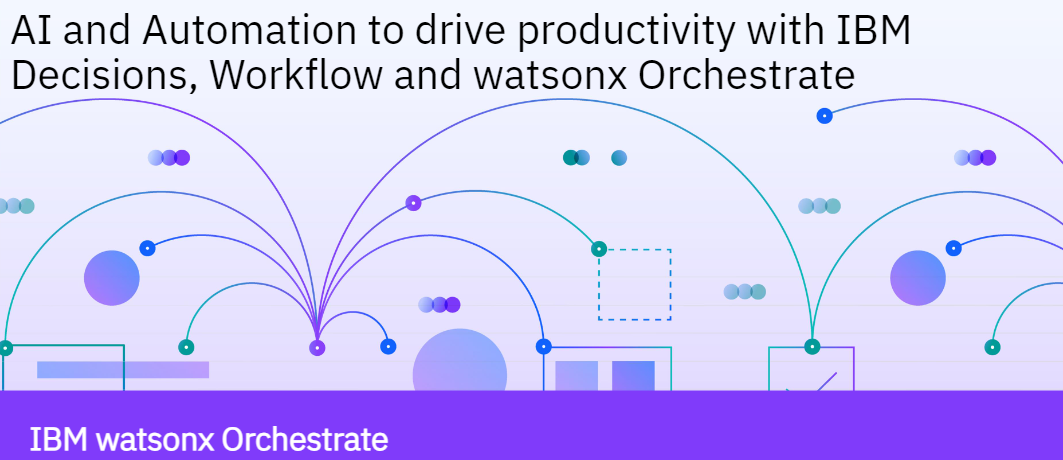 AI and Automation to drive productivity with IBM
Decisions, Workflow and watsonx Orchestrate
IBM watsonx Orchestrate